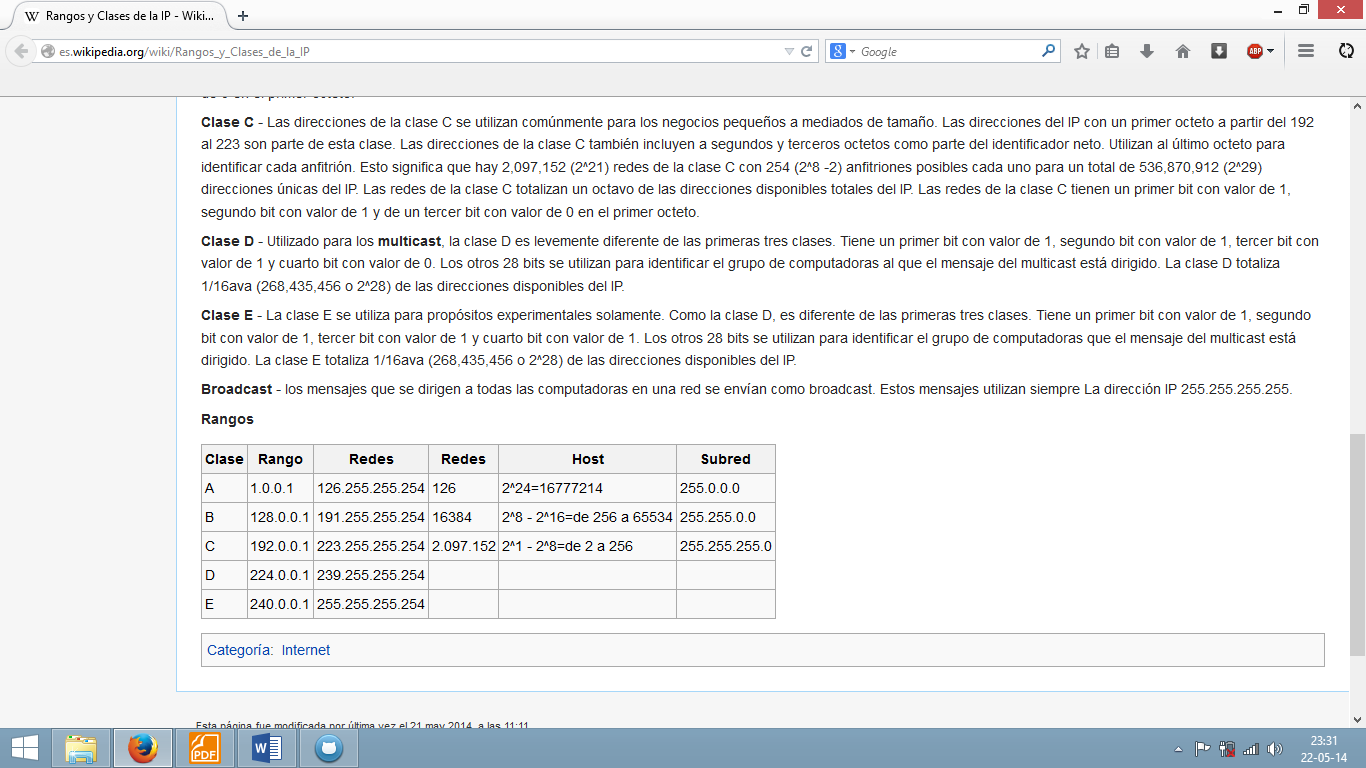 Rangos y Clases de la IP - Wiki...
es.wikipedia.org/wiki/Rangos_y_Clases_de_la_IP
Google
ABP
Clase C - Las direcciones de la clase C se utilizan comúnmente para los negocios pequeños a mediados de tamaño. Las direcciones del IP con un primer octeto a partir del 192
al 223 son parte de esta clase. Las direcciones de la clase C también incluyen a segundos y terceros octetos como parte del identificador neto. Utilizan al último octeto para
identificar cada anfitrión. Esto significa que hay 2,097,152 (2^21) redes de la clase C con 254 (2^8 -2) anfitriones posibles cada uno para un total de 536,870,912 (2^29)
direcciones únicas del IP. Las redes de la clase C totalizan un octavo de las direcciones disponibles totales del IP. Las redes de la clase C tienen un primer bit con valor de 1,
segundo bit con valor de 1 y de un tercer bit con valor de 0 en el primer octeto.
Clase D - Utilizado para los multicast, la clase D es levemente diferente de las primeras tres clases. Tiene un primer bit con valor de 1, segundo bit con valor de 1, tercer bit con
valor de 1 y cuarto bit con valor de 0. Los otros 28 bits se utilizan para identificar el grupo de computadoras al que el mensaje del multicast está dirigido. La clase D totaliza
1/16ava (268,435,456 o 2^28) de las direcciones disponibles del IP.
Clase E - La clase E se utiliza para propósitos experimentales solamente. Como la clase D, es diferente de las primeras tres clases. Tiene un primer bit con valor de 1, segundo
bit con valor de 1, tercer bit con valor de 1 y cuarto bit con valor de 1. Los otros 28 bits se utilizan para identificar el grupo de computadoras que el mensaje del multicast está
dirigido. La clase E totaliza 1/16ava (268,435,456 o 2^28) de las direcciones disponibles del IP.
Broadcast - los mensajes que se dirigen a todas las computadoras en una red se envían como broadcast. Estos mensajes utilizan siempre La dirección IP 255.255.255.255.
Rangos
Clase Rango Redes Redes Host Subred
A 1.0.0.1 126.255.255.254 126 2^24=16777214 255.0.0.0
B 128.0.0.1 191.255.255.254 16384 2^8 - 2^16=de 256 a 65534 255.255.0.0
C 192.0.0.1 223.255.255.254 2.097.152 2^1 - 2^8=de 2 a 256 255.255.255.0
D 224.0.0.1 239.255.255.254
E 240.0.0.1 255.255.255.254
Categoría: Internet
Esta página fue modificada por última vez el 21 may 2014, a las 11:11.
PDF
23:31
22-05-14